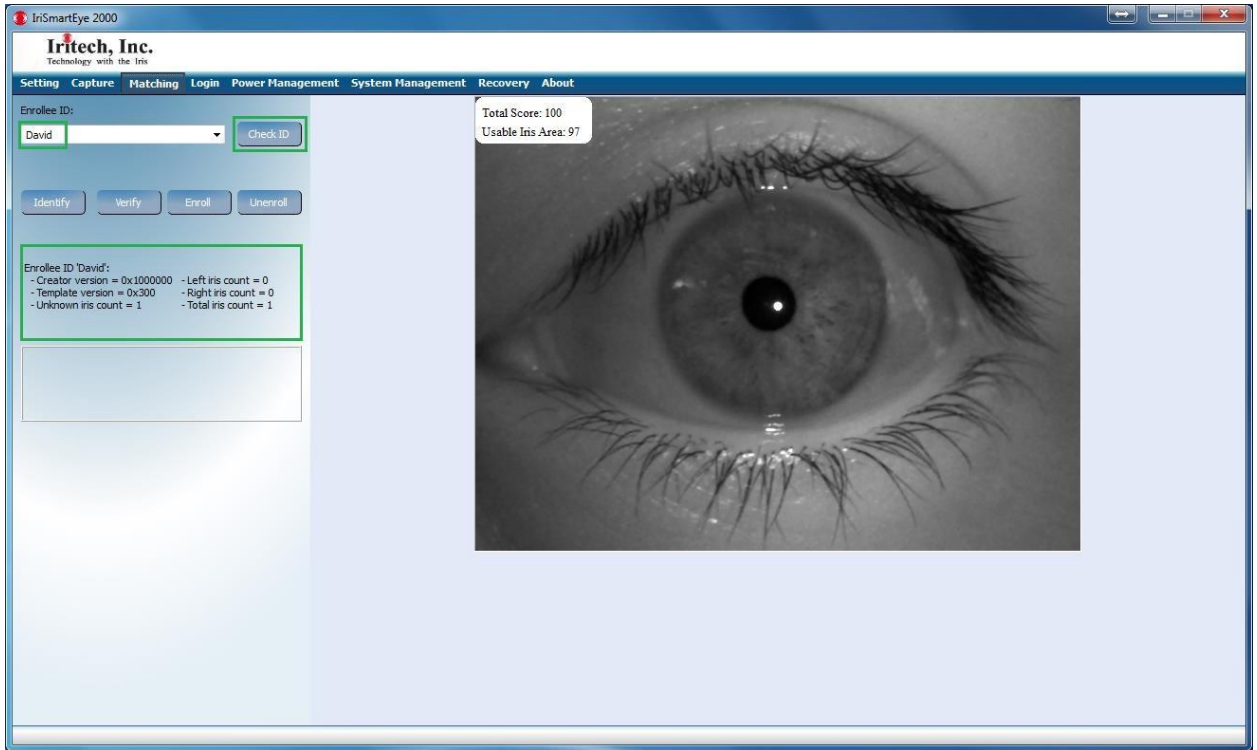 IriSmartEye 2000
Iritech, Inc.
Technology with the Iris
Setting Capture Matching Login Power Management System Management Recovery About
Enrollee ID:
David
Check ID
Identify Verify Enroll Unenroll
Enrollee ID 'David':
- Creator version = 0x1000000 - Left iris count = 0
- Template version = 0x300 - Right iris count = 0
- Unknown iris count = 1 - Total iris count = 1
Total Score: 100
Usable Iris Area: 97